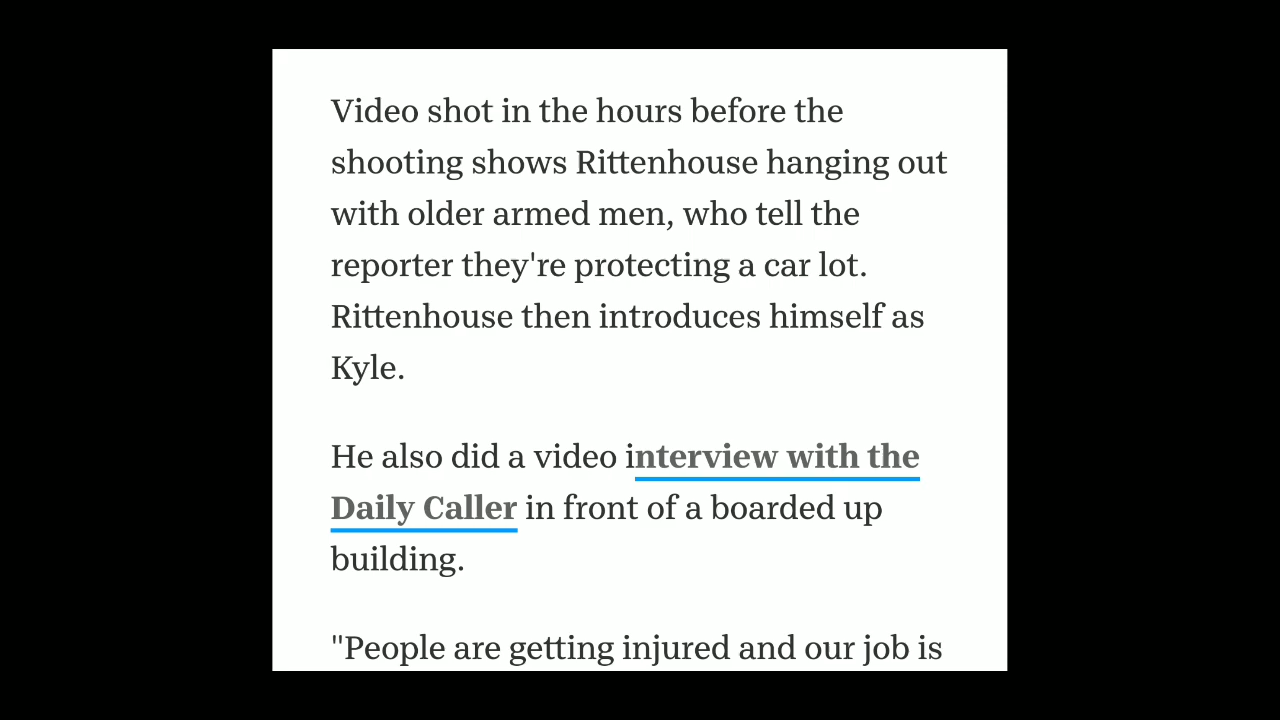 Video shot in the hours before the
shooting shows Rittenhouse hanging out
with older armed men, who tell the
reporter they're protecting a car lot.
Rittenhouse then introduces himself as
Kyle.
He also did a video interview with the
Daily Caller in front of a boarded up
building.
"People are getting injured and our job is